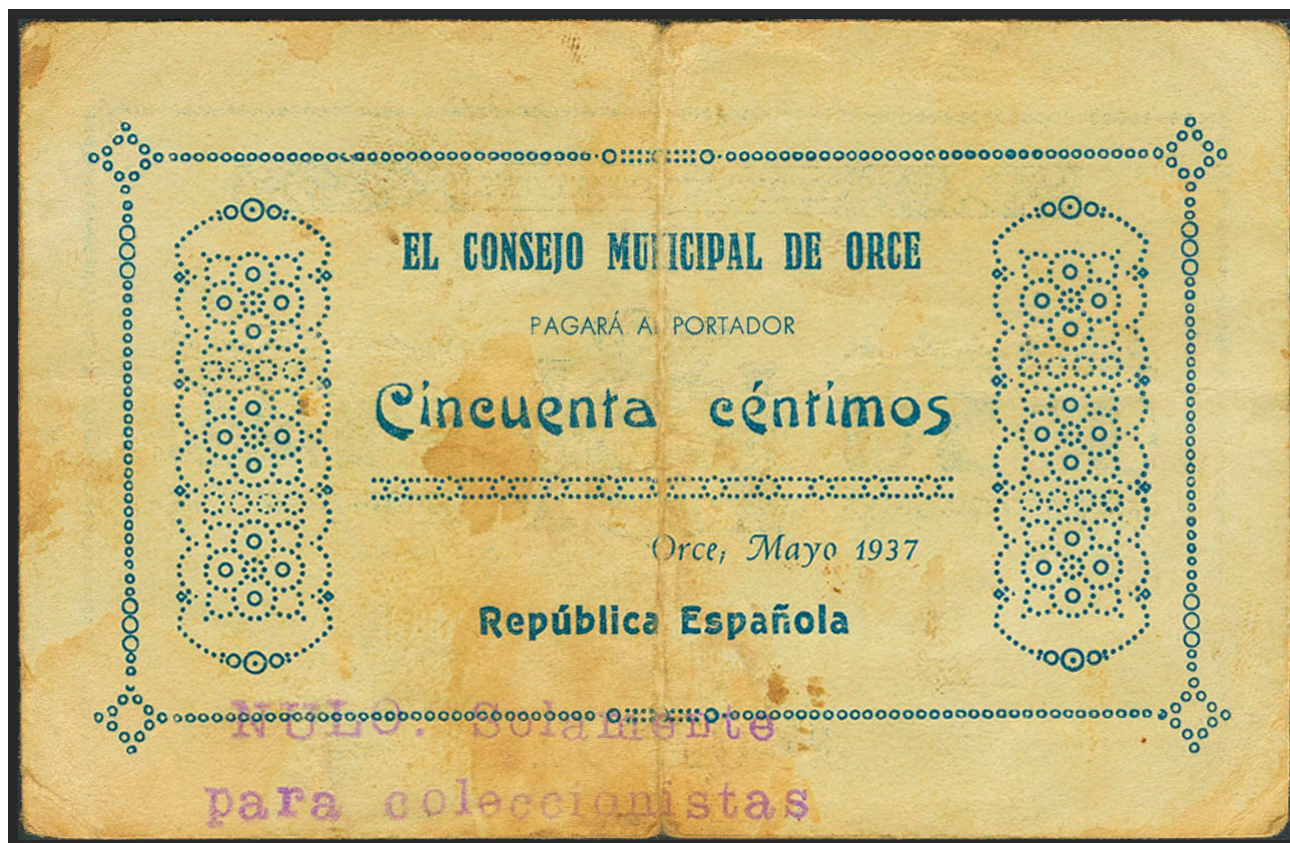 EL CONSEJO MUNICIPAL DE ORCE
PAGARÁ AL PORTADOR
Cincuenta céntimos
Orce, Mayo 1937
República Española
NULO. Solamente
para coleccionistas